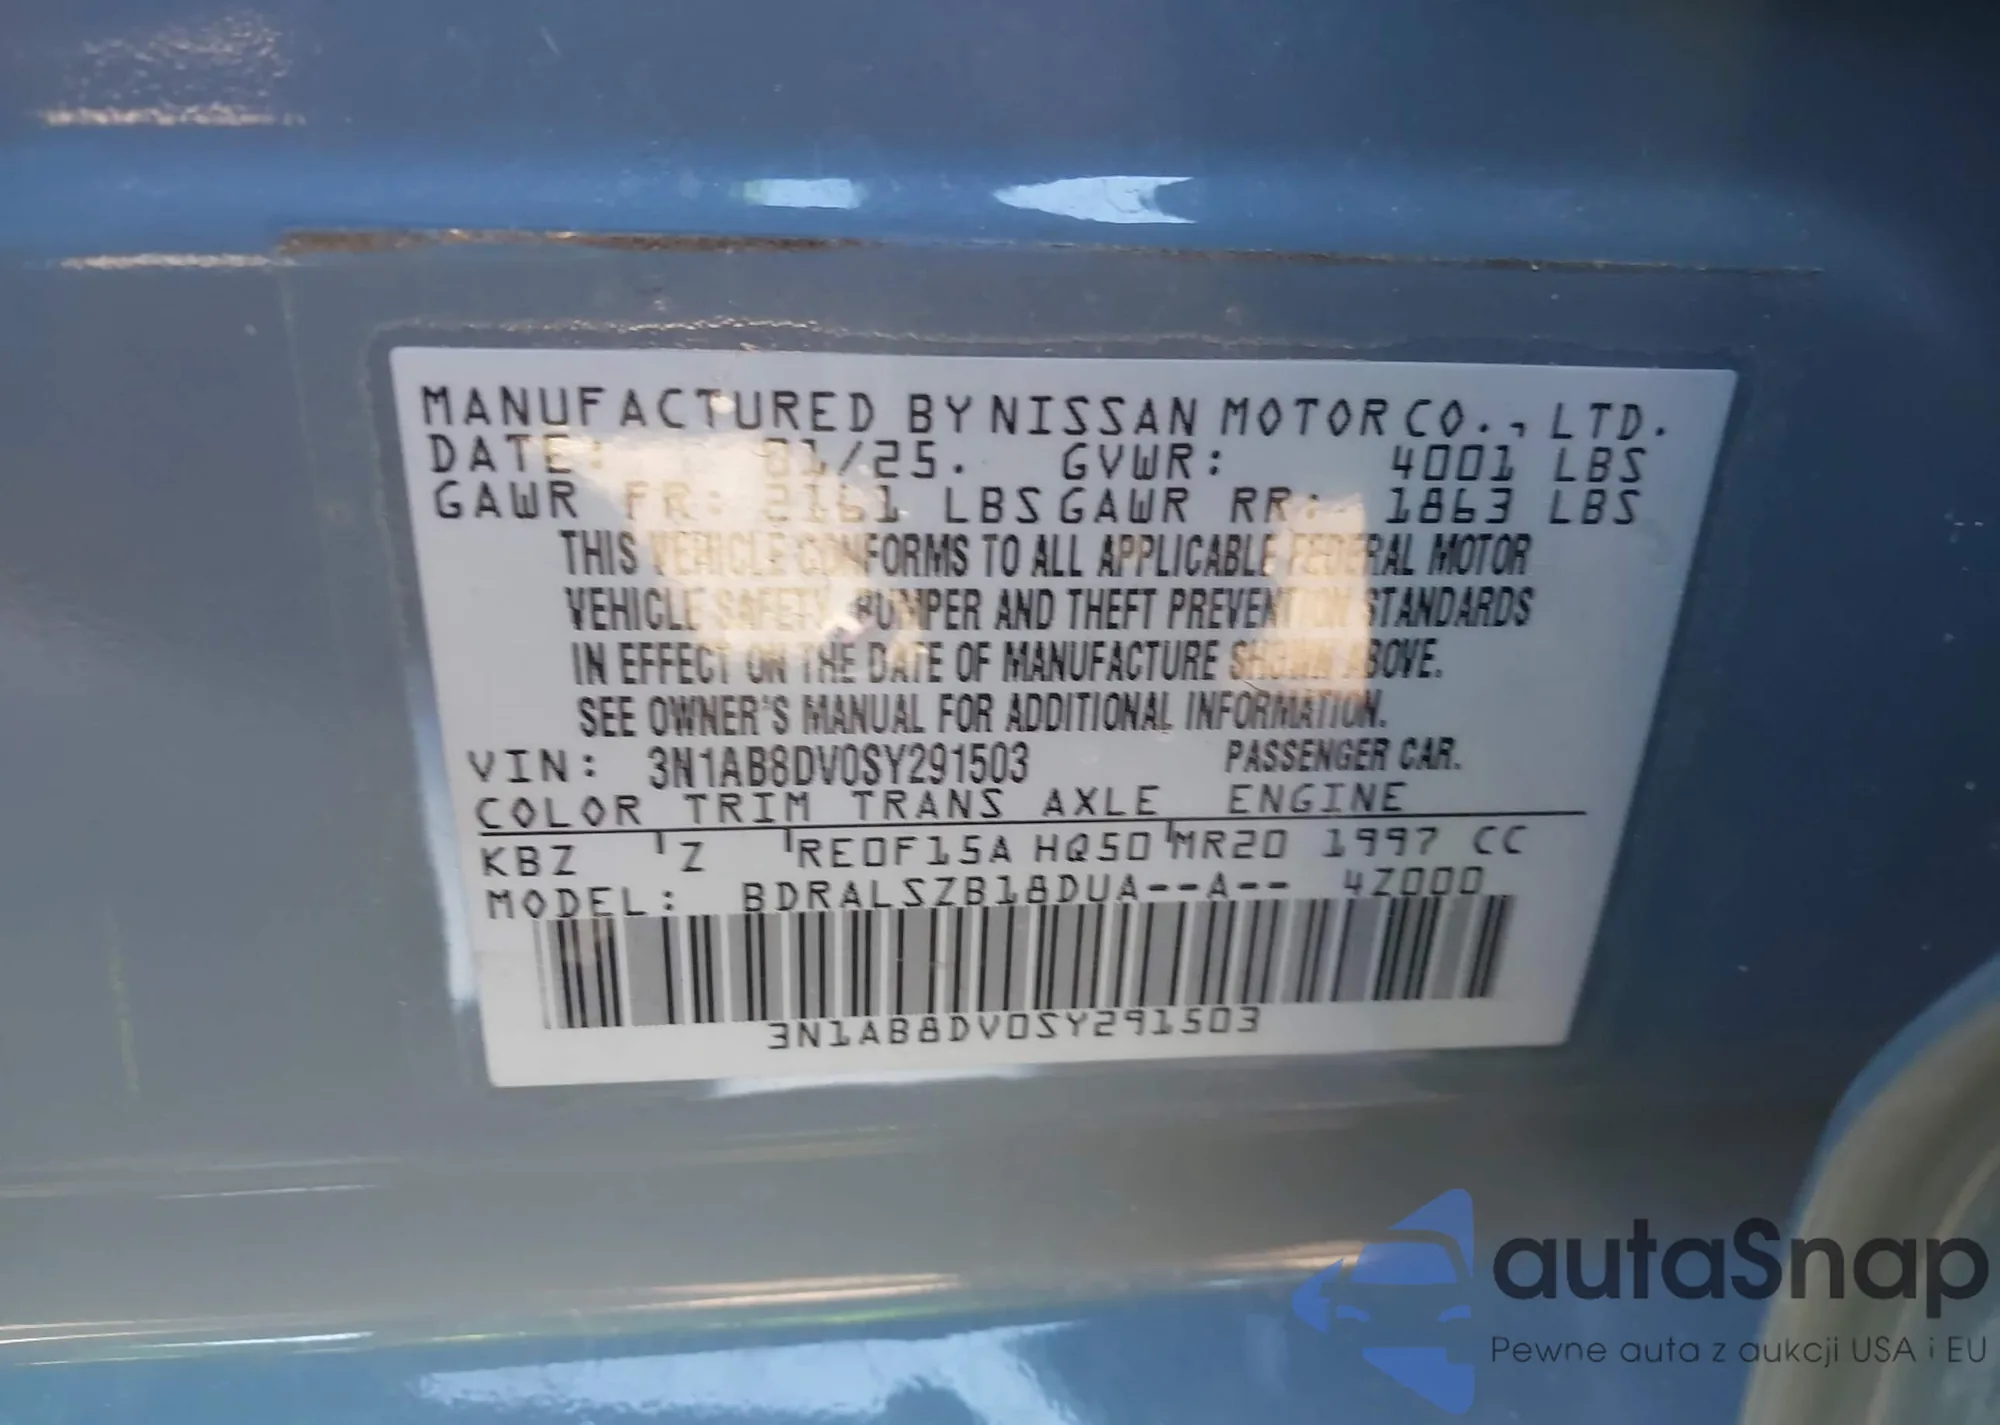 MANUFACTURED BY NISSAN MOTOR CO., LTD.
DATE: 01/25. GVWR: 4001 LBS
GAWR FR: 2161 LBS GAWR RR: 1863 LBS
THIS VEHICLE CONFORMS TO ALL APPLICABLE FEDERAL MOTOR
VEHICLE SAFETY, BUMPER AND THEFT PREVENTION STANDARDS
IN EFFECT ON THE DATE OF MANUFACTURE SHOWN ABOVE.
SEE OWNER'S MANUAL FOR ADDITIONAL INFORMATION.
VIN: 3N1AB8DV0SY291503 PASSENGER CAR.
COLOR TRIM TRANS AXLE ENGINE
KBZ Z RE0F15A HQ50 MR20 1997 CC
MODEL: BDRALSZB18DUA--A-- 4Z000
3N1AB8DV0SY291503
autaSnap
Pewne auta z aukcji USA i EU